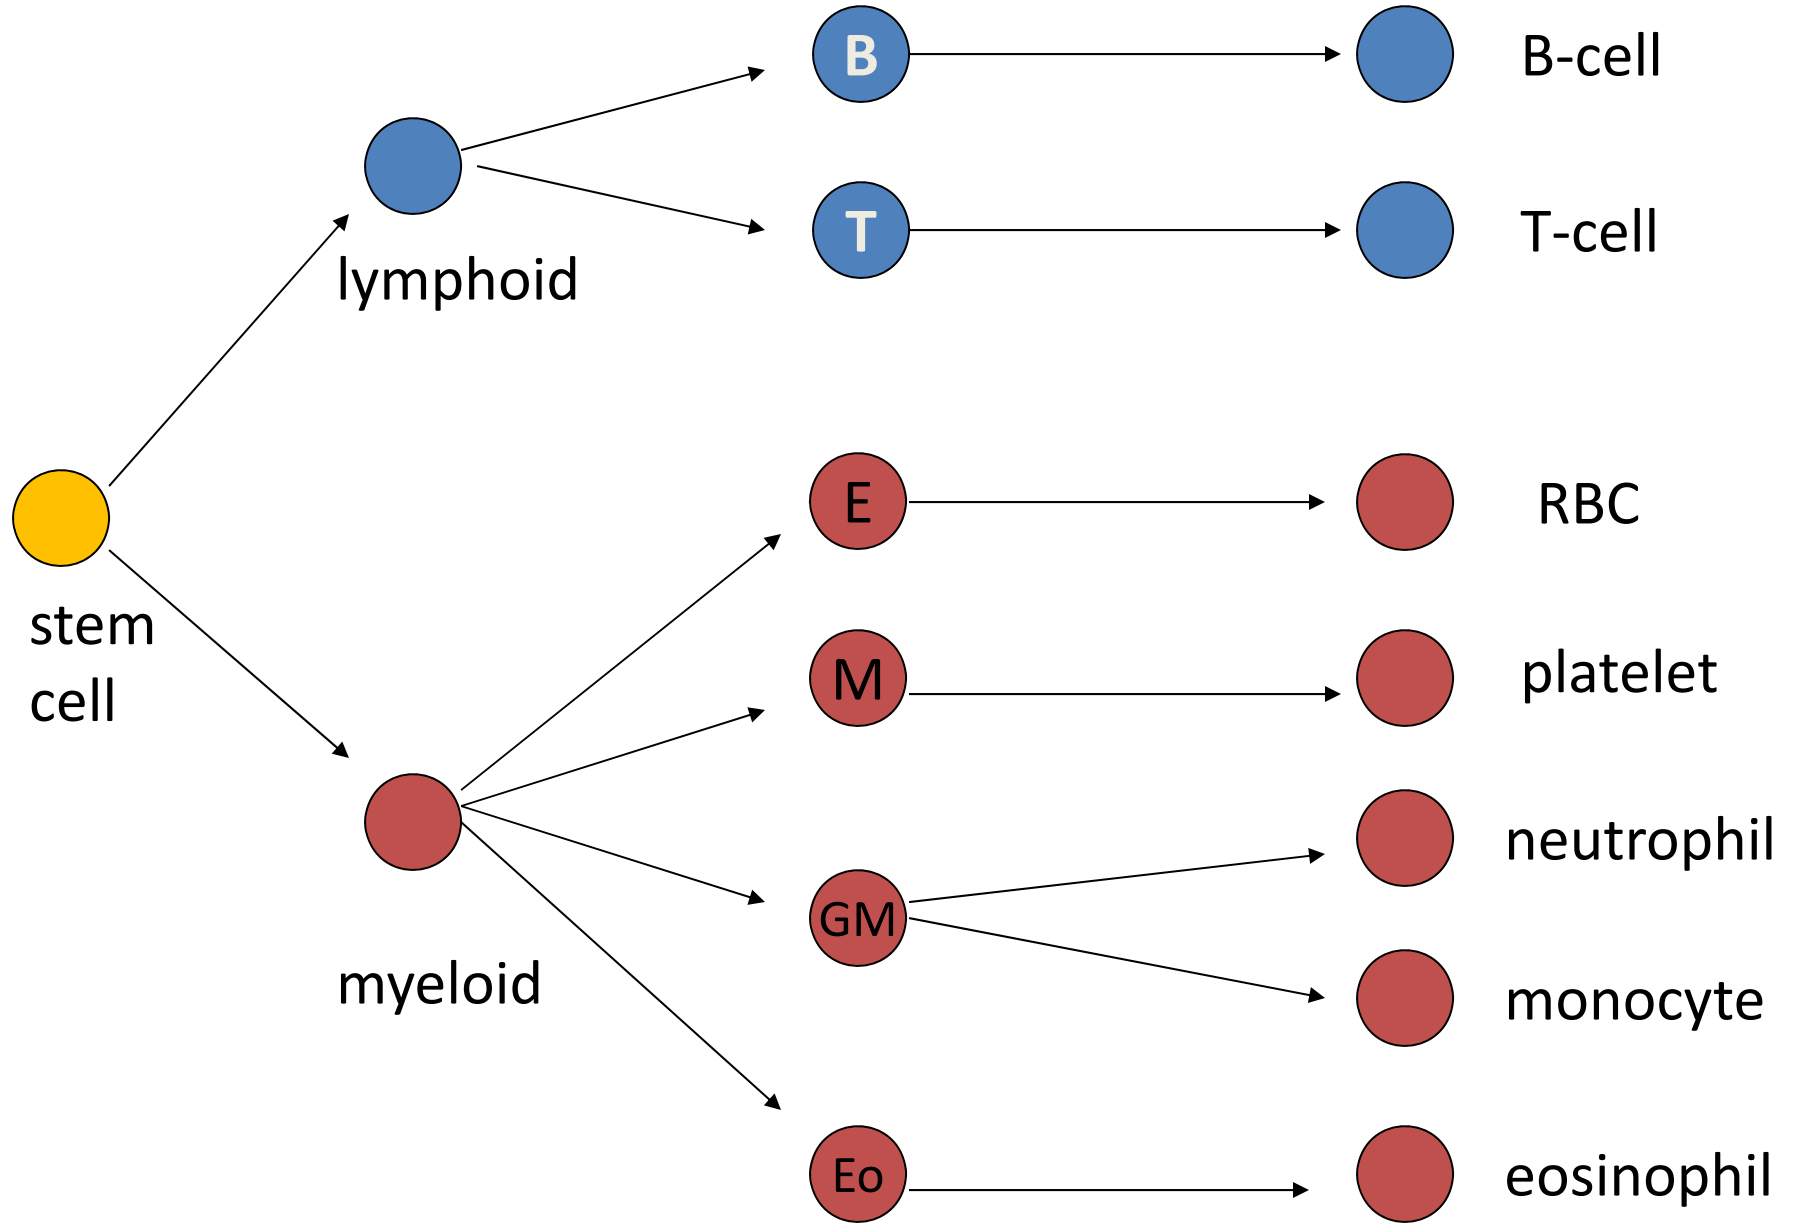 B
B-cell
T
T-cell
lymphoid
E
RBC
stem
cell
M
platelet
neutrophil
GM
myeloid
monocyte
Eo
eosinophil